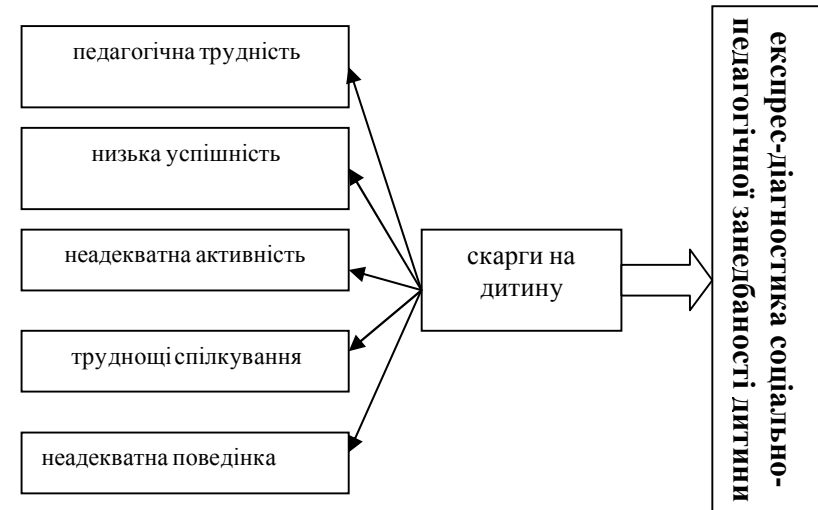 педагогічна трудність
низька успішність
неадекватна активність
труднощі спілкування
неадекватна поведінка
скарги на
дитину
експрес-діагностика соціально-
педагогічної занедбаності дитини